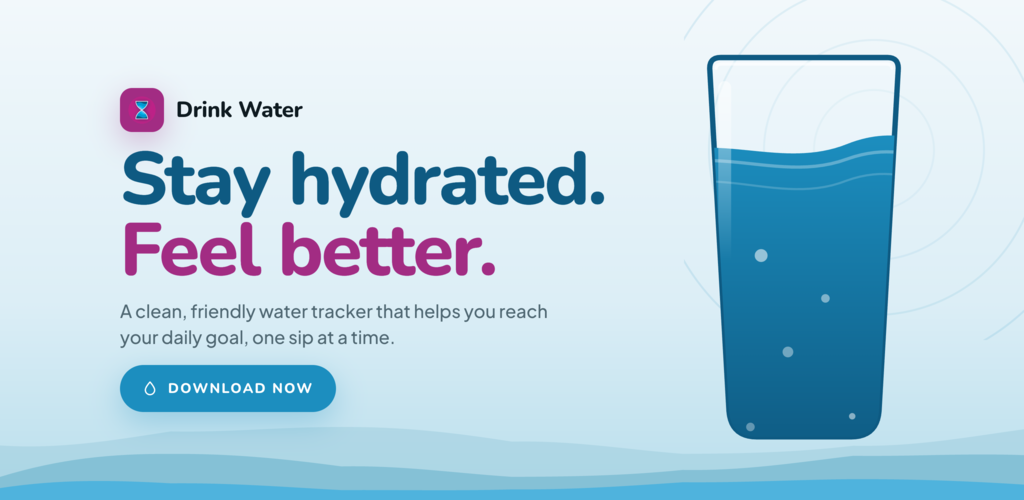 Drink Water
Stay hydrated.
Feel better.
A clean, friendly water tracker that helps you reach
your daily goal, one sip at a time.
DOWNLOAD NOW